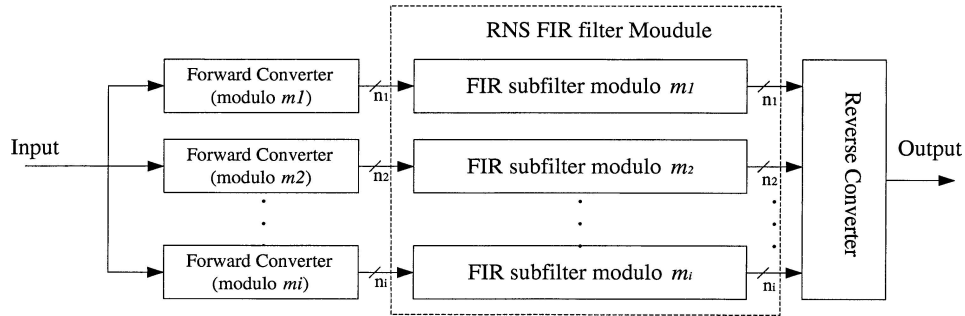 RNS FIR filter Moudule
Forward Converter
(modulo m1)
n1
FIR subfilter modulo m1
n1
Input
Forward Converter
(modulo m2)
n2
FIR subfilter modulo m2
n2
Reverse Converter
Output
Forward Converter
(modulo mi)
ni
FIR subfilter modulo mi
ni